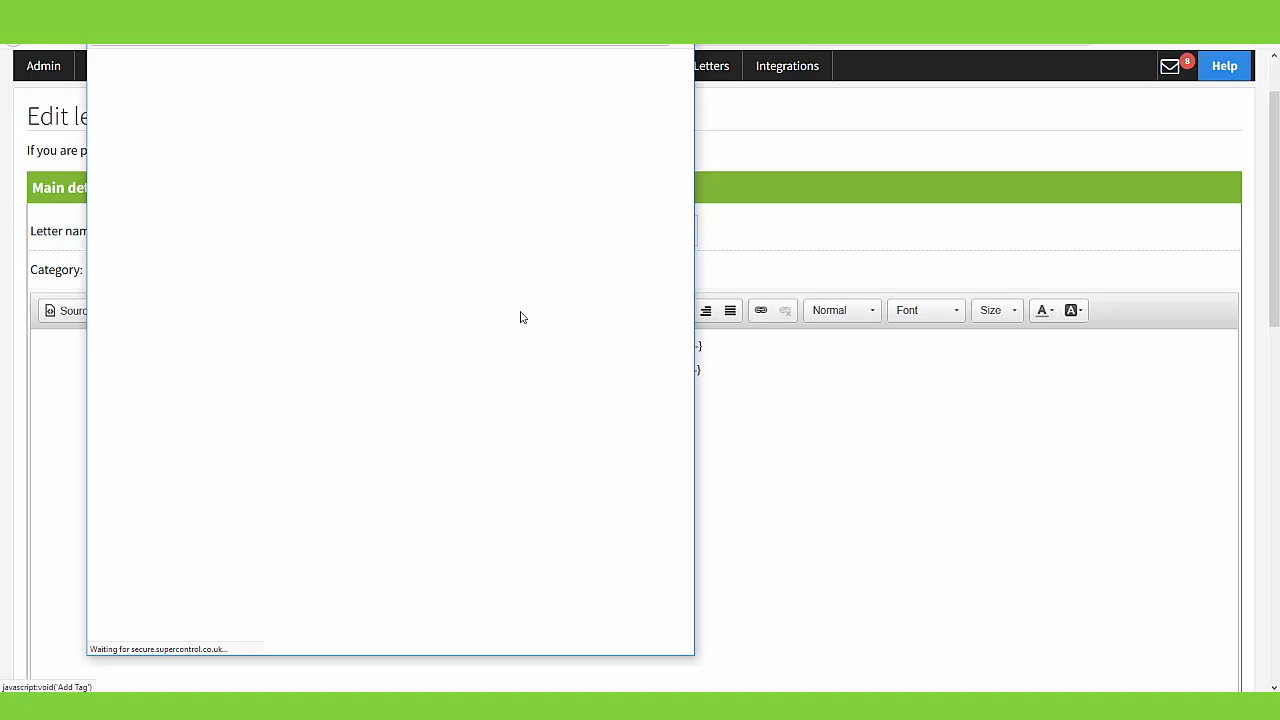 Admin
Letters
Integrations
8
Help
Edit le
If you are p
Main det
Letter nam
Category:
Sourc
Normal
Font
Size
A
A
-}
-}
Waiting for secure.supercontrol.co.uk...
javascript:void('Add Tag')